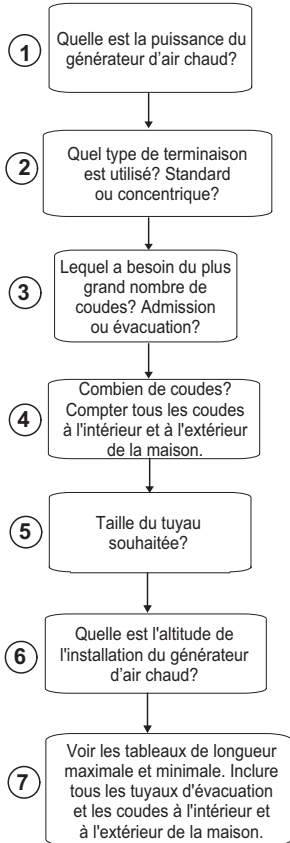 1
Quelle est la puissance du
générateur d'air chaud?
2
Quel type de terminaison
est utilisé? Standard
ou concentrique?
3
Lequel a besoin du plus
grand nombre de
coudes? Admission
ou évacuation?
4
Combien de coudes?
Compter tous les coudes
à l'intérieur et à l'extérieur
de la maison.
5
Taille du tuyau
souhaitée?
6
Quelle est l'altitude de
l'installation du générateur
d'air chaud?
7
Voir les tableaux de longueur
maximale et minimale. Inclure
tous les tuyaux d'évacuation
et les coudes à l'intérieur et
à l'extérieur de la maison.